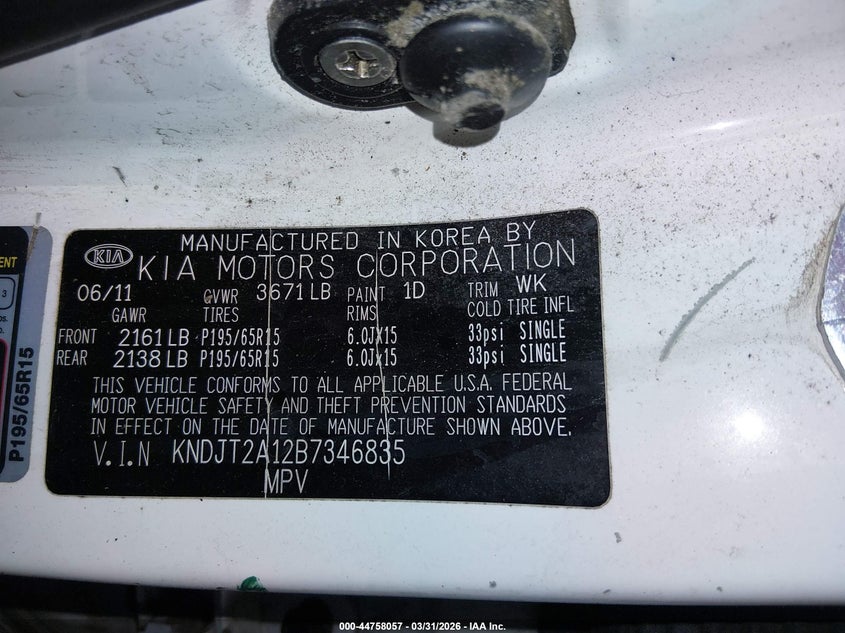 MANUFACTURED IN KOREA BY
KIA KIA MOTORS CORPORATION
06/11 GVWR 3671 LB PAINT 1D TRIM WK
GAWR TIRES RIMS COLD TIRE INFL
FRONT 2161 LB P195/65R15 6.0JX15 33psi SINGLE
REAR 2138 LB P195/65R15 6.0JX15 33psi SINGLE
THIS VEHICLE CONFORMS TO ALL APPLICABLE U.S.A. FEDERAL
MOTOR VEHICLE SAFETY AND THEFT PREVENTION STANDARDS
IN EFFECT ON THE DATE OF MANUFACTURE SHOWN ABOVE.
V.I.N KNDJT2A12B7346835
MPV
P195/65R15
3
000-44758057 - 03/31/2026 - IAA Inc.